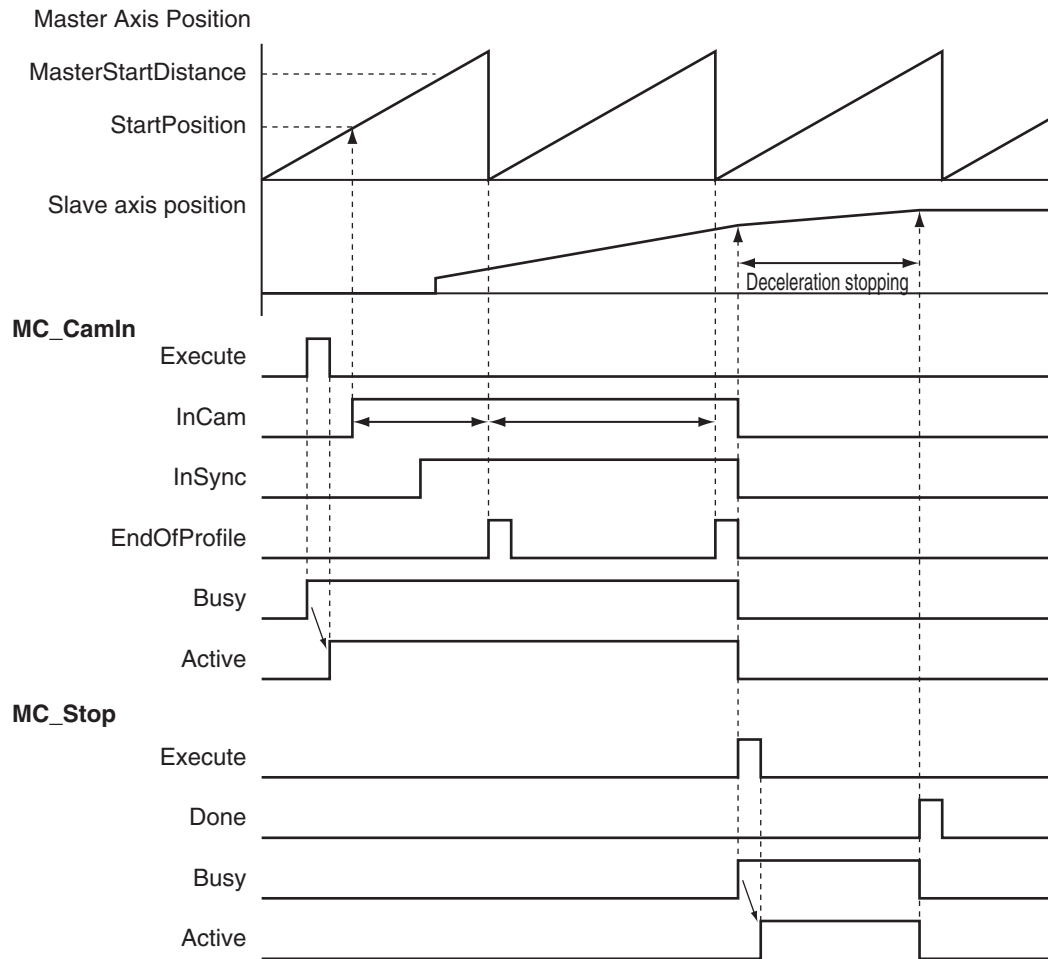 Master Axis Position
MasterStartDistance
StartPosition
Slave axis position
Deceleration stopping
MC_CamIn
Execute
InCam
InSync
EndOfProfile
Busy
Active
MC_Stop
Execute
Done
Busy
Active